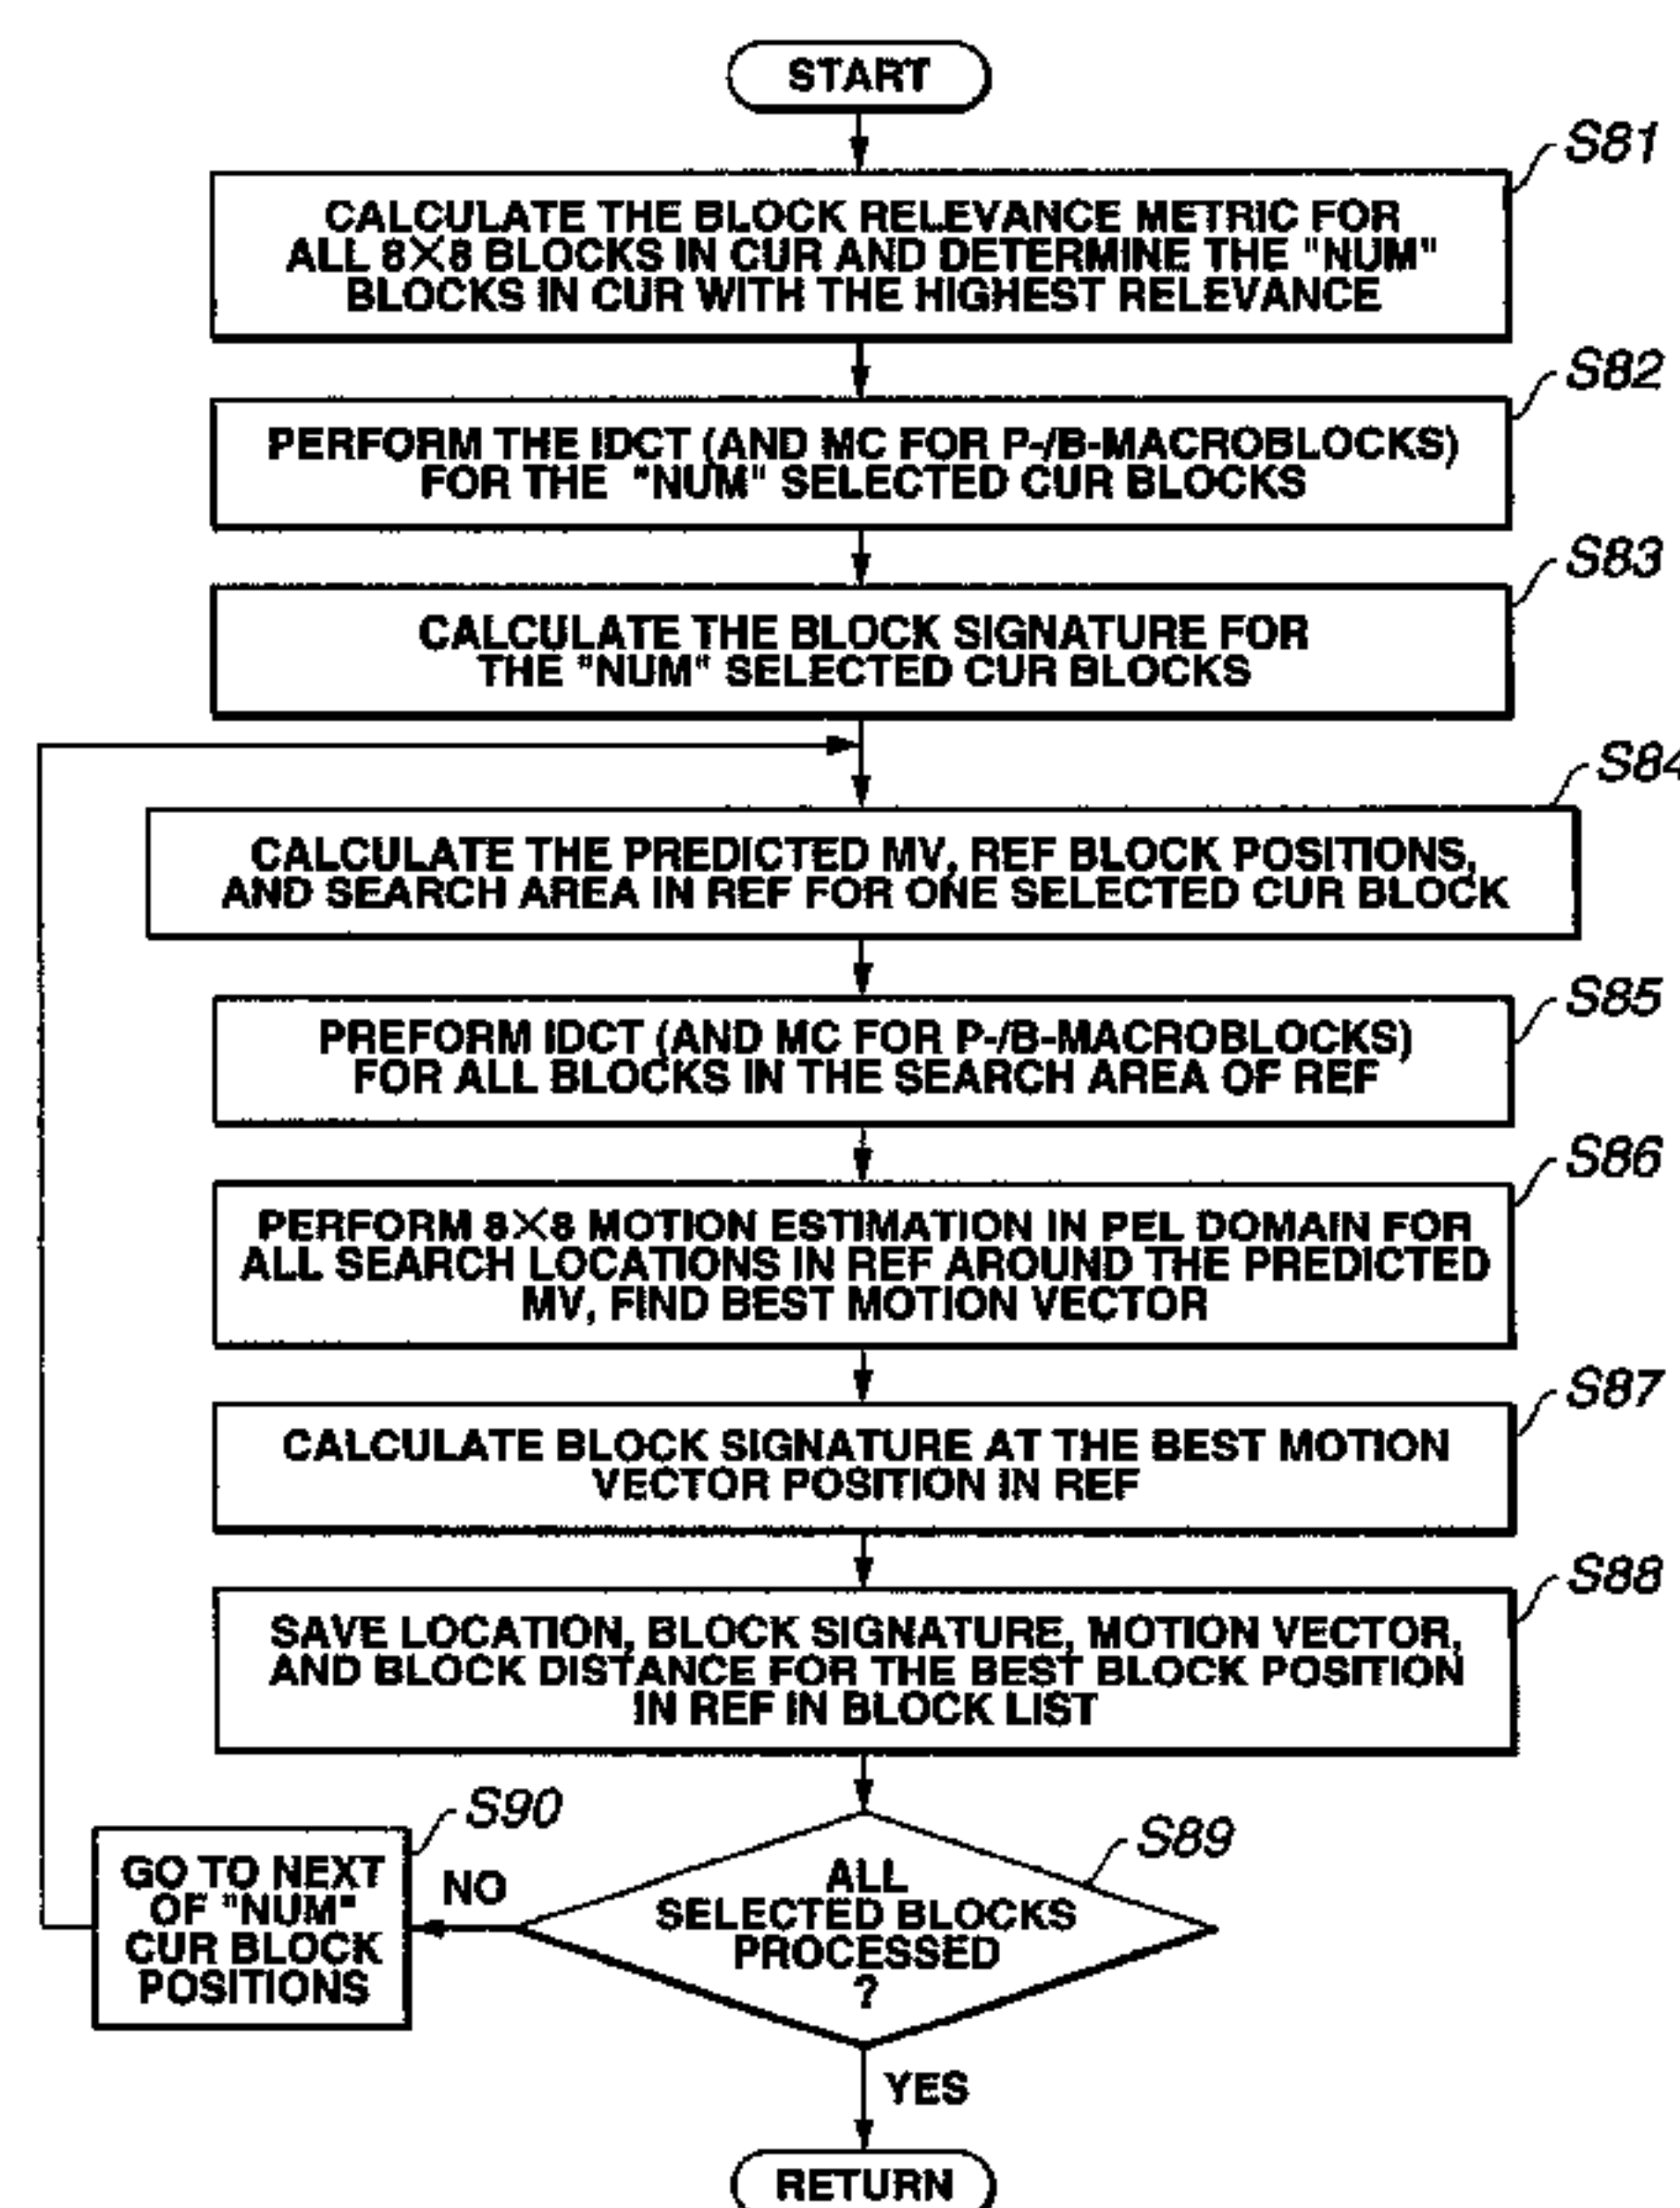 START
S81
CALCULATE THE BLOCK RELEVANCE METRIC FOR
ALL 8×8 BLOCKS IN CUR AND DETERMINE THE "NUM"
BLOCKS IN CUR WITH THE HIGHEST RELEVANCE
S82
PERFORM THE IDCT (AND MC FOR P-/B-MACROBLOCKS)
FOR THE "NUM" SELECTED CUR BLOCKS
S83
CALCULATE THE BLOCK SIGNATURE FOR
THE "NUM" SELECTED CUR BLOCKS
S84
CALCULATE THE PREDICTED MV, REF BLOCK POSITIONS,
AND SEARCH AREA IN REF FOR ONE SELECTED CUR BLOCK
S85
PREFORM IDCT (AND MC FOR P-/B-MACROBLOCKS)
FOR ALL BLOCKS IN THE SEARCH AREA OF REF
S86
PERFORM 8×8 MOTION ESTIMATION IN PEL DOMAIN FOR
ALL SEARCH LOCATIONS IN REF AROUND THE PREDICTED
MV, FIND BEST MOTION VECTOR
S87
CALCULATE BLOCK SIGNATURE AT THE BEST MOTION
VECTOR POSITION IN REF
S88
SAVE LOCATION, BLOCK SIGNATURE, MOTION VECTOR,
AND BLOCK DISTANCE FOR THE BEST BLOCK POSITION
IN REF IN BLOCK LIST
S90
GO TO NEXT
OF "NUM"
CUR BLOCK
POSITIONS
NO
S89
ALL
SELECTED BLOCKS
PROCESSED
?
YES
RETURN